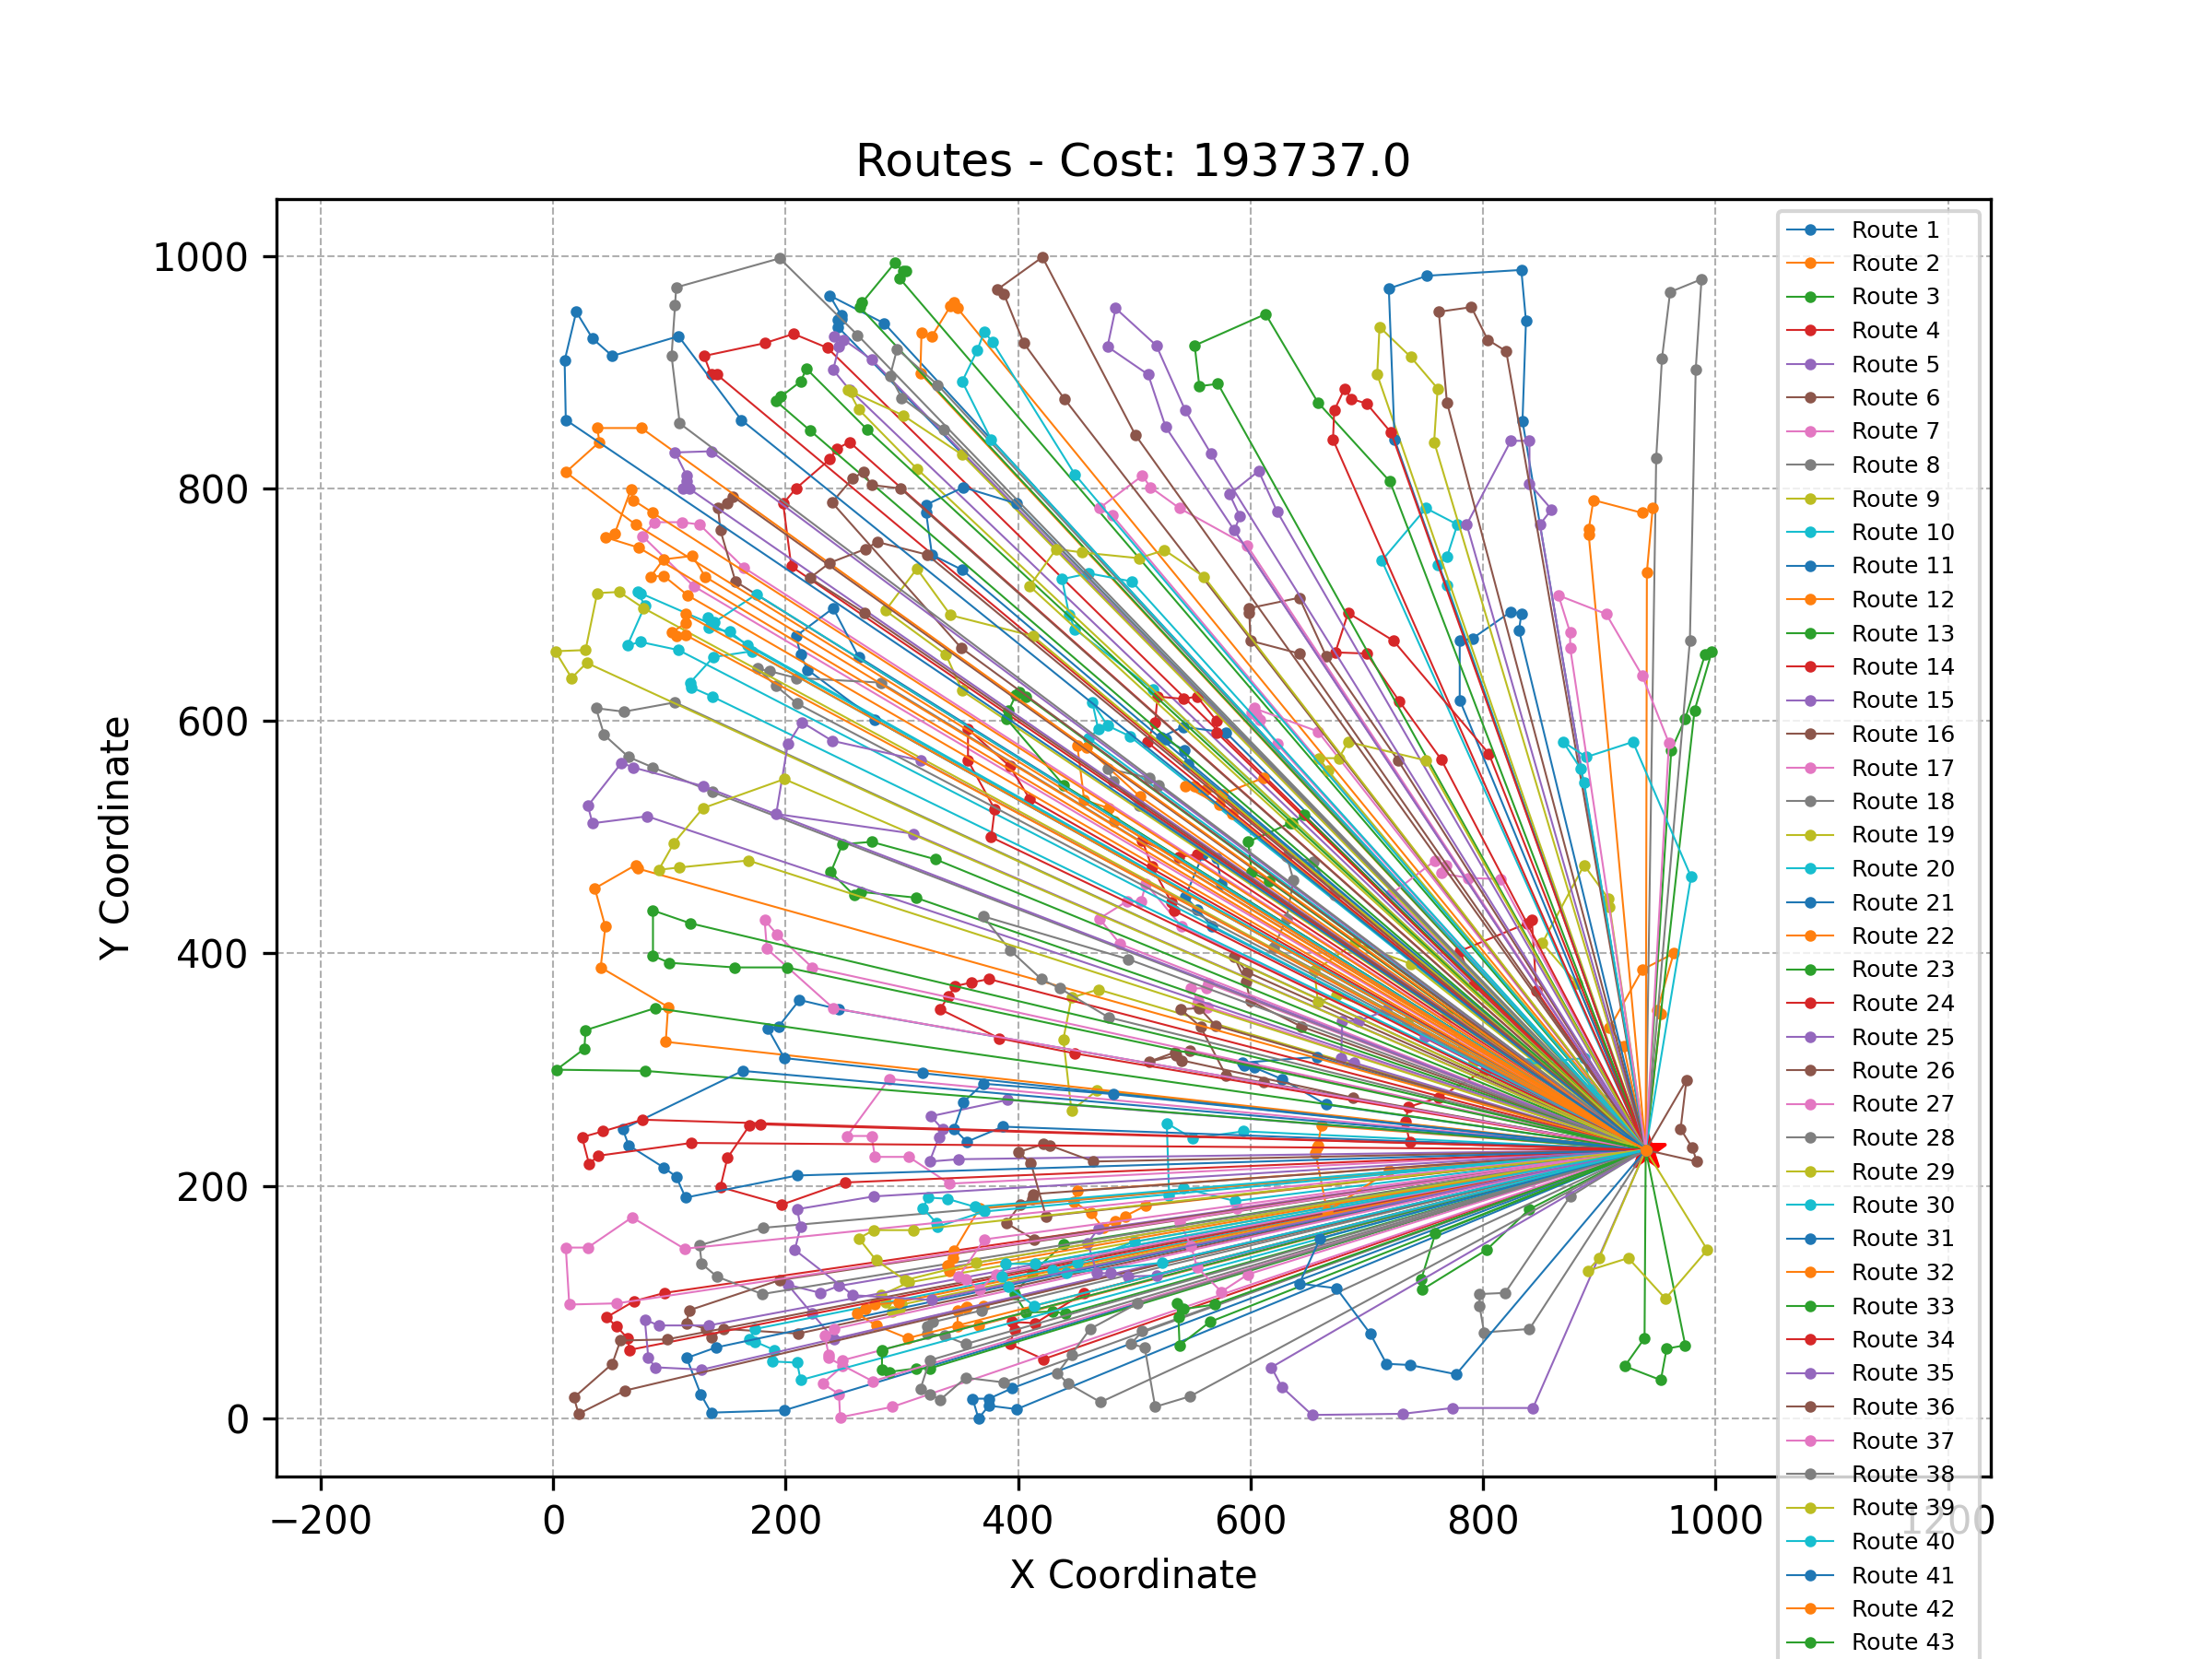 Routes - Cost: 193737.0
Y Coordinate
1000
800
600
400
200
0
−200
0
200
400
600
800
1000
1200
X Coordinate
Route 1
Route 2
Route 3
Route 4
Route 5
Route 6
Route 7
Route 8
Route 9
Route 10
Route 11
Route 12
Route 13
Route 14
Route 15
Route 16
Route 17
Route 18
Route 19
Route 20
Route 21
Route 22
Route 23
Route 24
Route 25
Route 26
Route 27
Route 28
Route 29
Route 30
Route 31
Route 32
Route 33
Route 34
Route 35
Route 36
Route 37
Route 38
Route 39
Route 40
Route 41
Route 42
Route 43